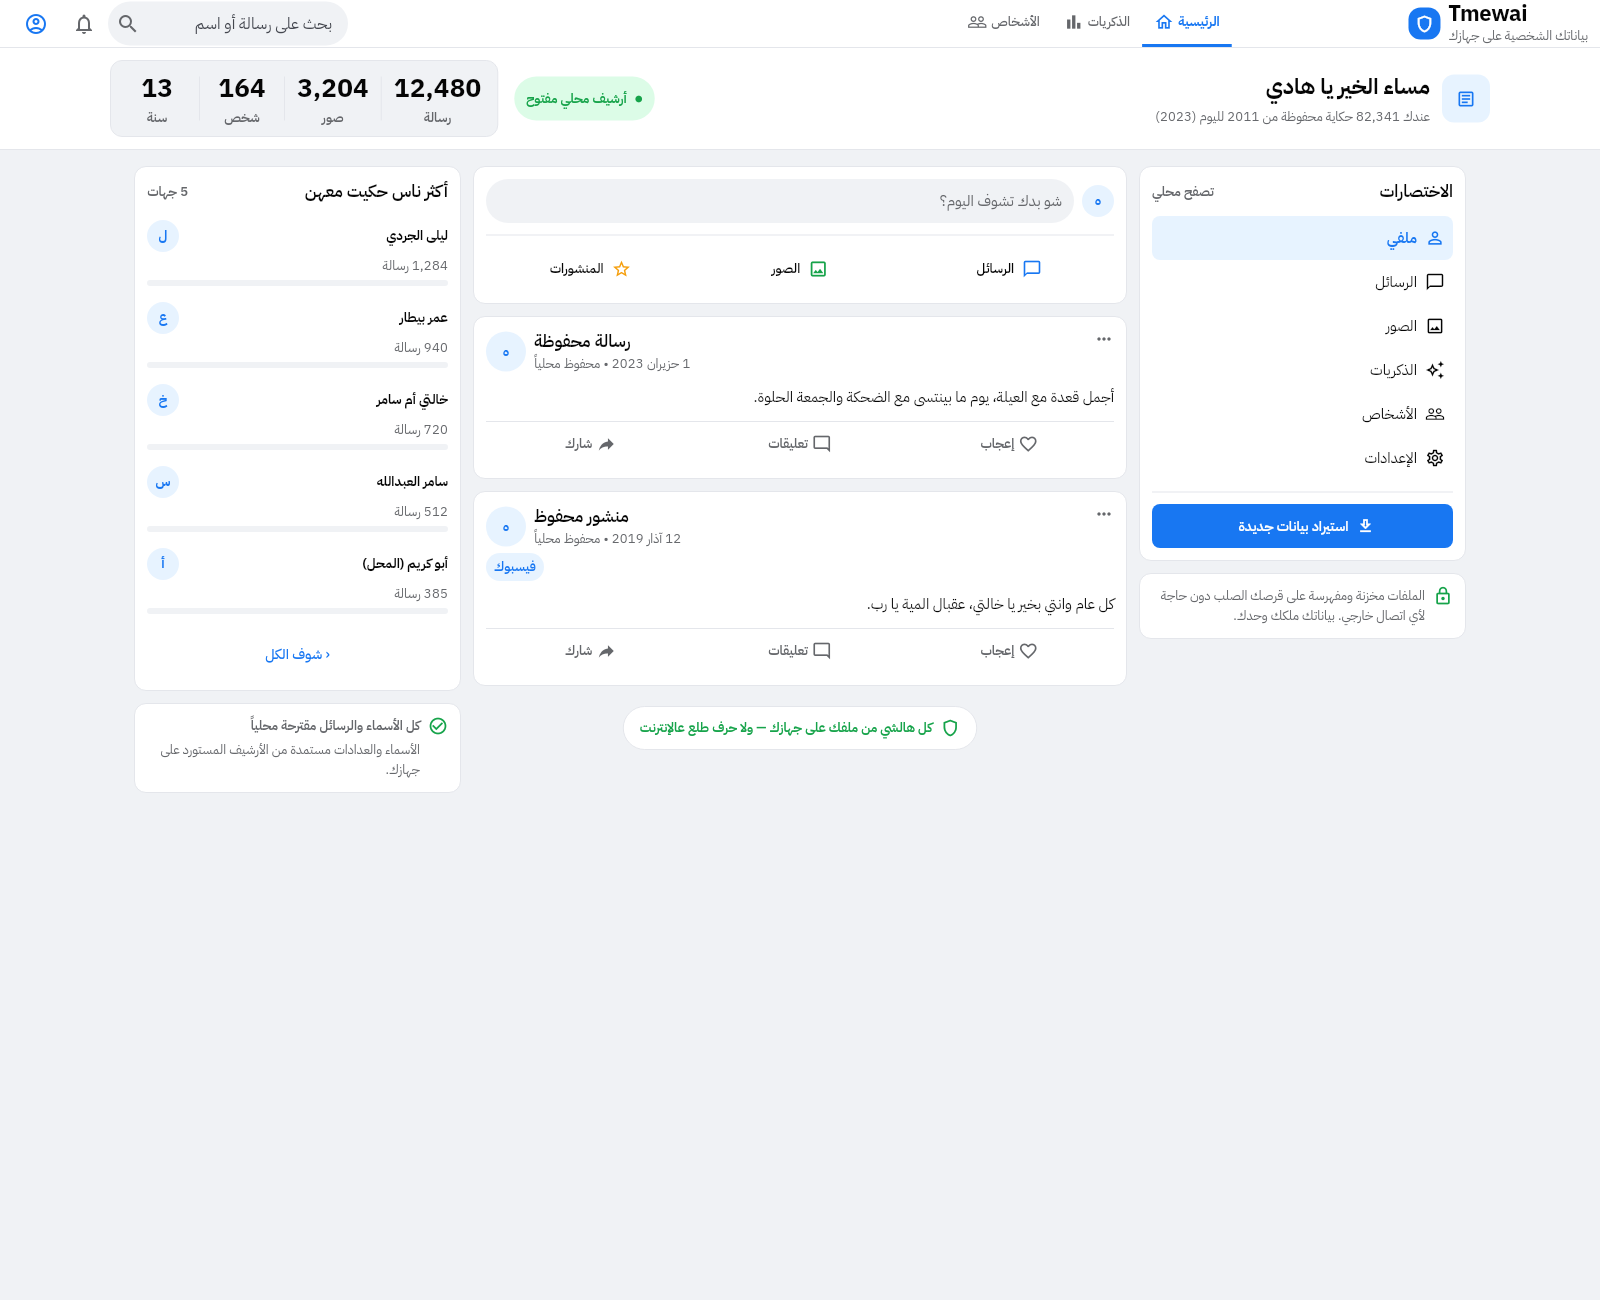 Tmewai
بياناتك الشخصية على جهازك
الرئيسية
الذكريات
الأشخاص
بحث على رسالة أو اسم
مساء الخير يا هادي
عندك 82,341 حكاية محفوظة من 2011 لليوم (2023)
أرشيف محلي مفتوح
12,480
رسالة
3,204
صور
164
شخص
13
سنة
الاختصارات
تصفح محلي
ملفي
الرسائل
الصور
الذكريات
الأشخاص
الإعدادات
استيراد بيانات جديدة
الملفات مخزنة ومفهرسة على قرصك الصلب دون حاجة
لأي اتصال خارجي. بياناتك ملكك وحدك.
ه
شو بدك تشوف اليوم؟
الرسائل
الصور
المنشورات
رسالة محفوظة
1 حزيران 2023 • محفوظ محلياً
ه
أجمل قعدة مع العيلة، يوم ما بينتسى مع الضحكة والجمعة الحلوة.
إعجاب
تعليقات
شارك
منشور محفوظ
12 آذار 2019 • محفوظ محلياً
ه
فيسبوك
كل عام وانتي بخير يا خالتي، عقبال المية يا رب.
إعجاب
تعليقات
شارك
كل هالشي من ملفك على جهازك — ولا حرف طلع عالإنترنت
أكثر ناس حكيت معهن
5 جهات
ليلى الجردي
ل
1,284 رسالة
عمر بيطار
ع
940 رسالة
خالتي أم سامر
خ
720 رسالة
سامر العبدالله
س
512 رسالة
أبو كريم (المحل)
أ
385 رسالة
شوف الكل ›
كل الأسماء والرسائل مقترحة محلياً
الأسماء والعدادات مستمدة من الأرشيف المستورد على
جهازك.